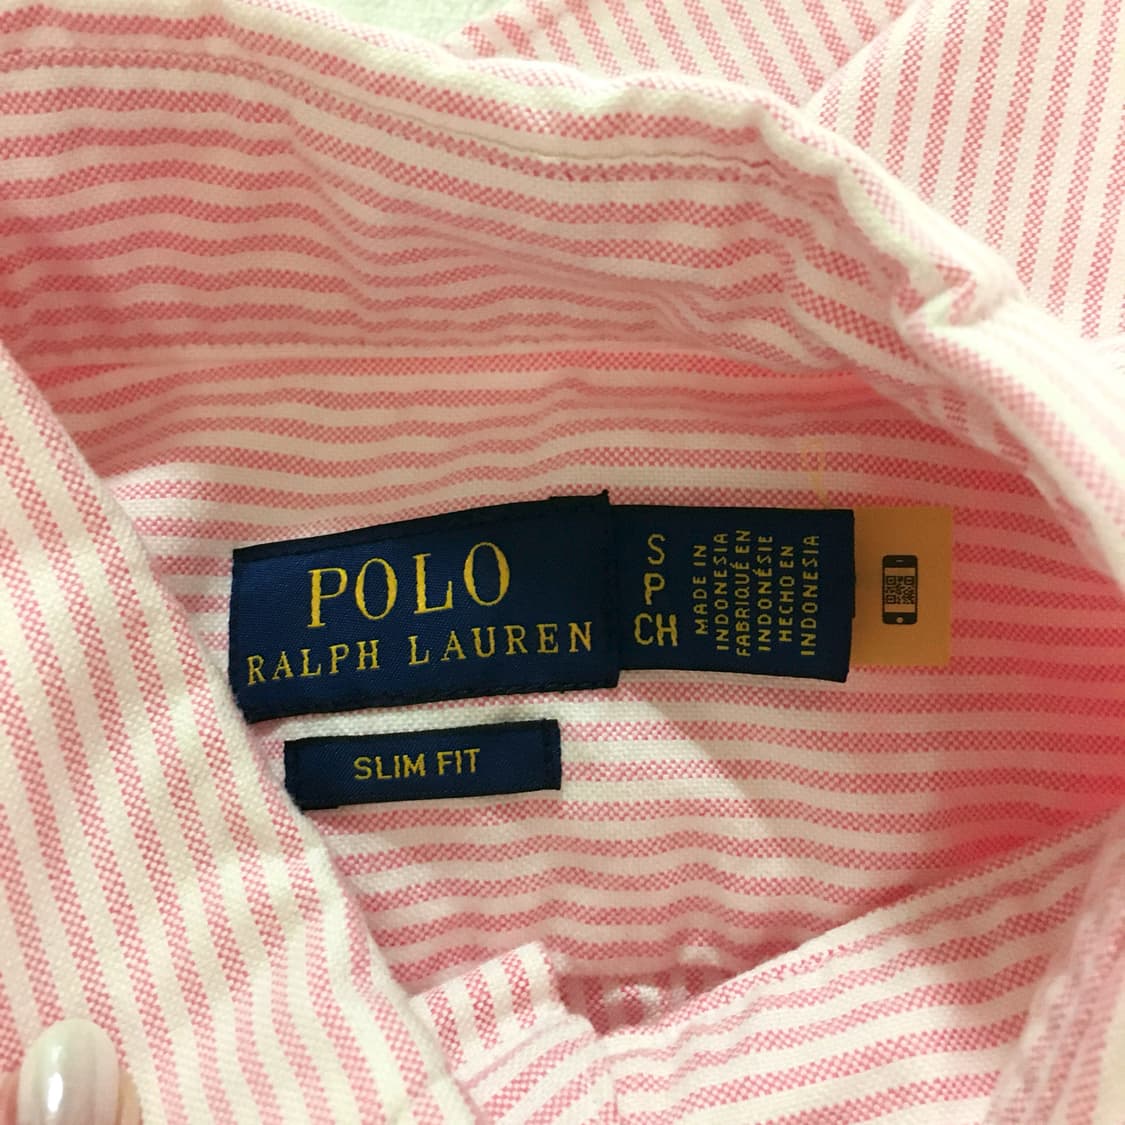 POLO
RALPH LAUREN
SLIM FIT
S
P
CH
MADE IN
INDONESIA
FABRIQUÉ EN
INDONÉSIE
HECHO EN
INDONESIA